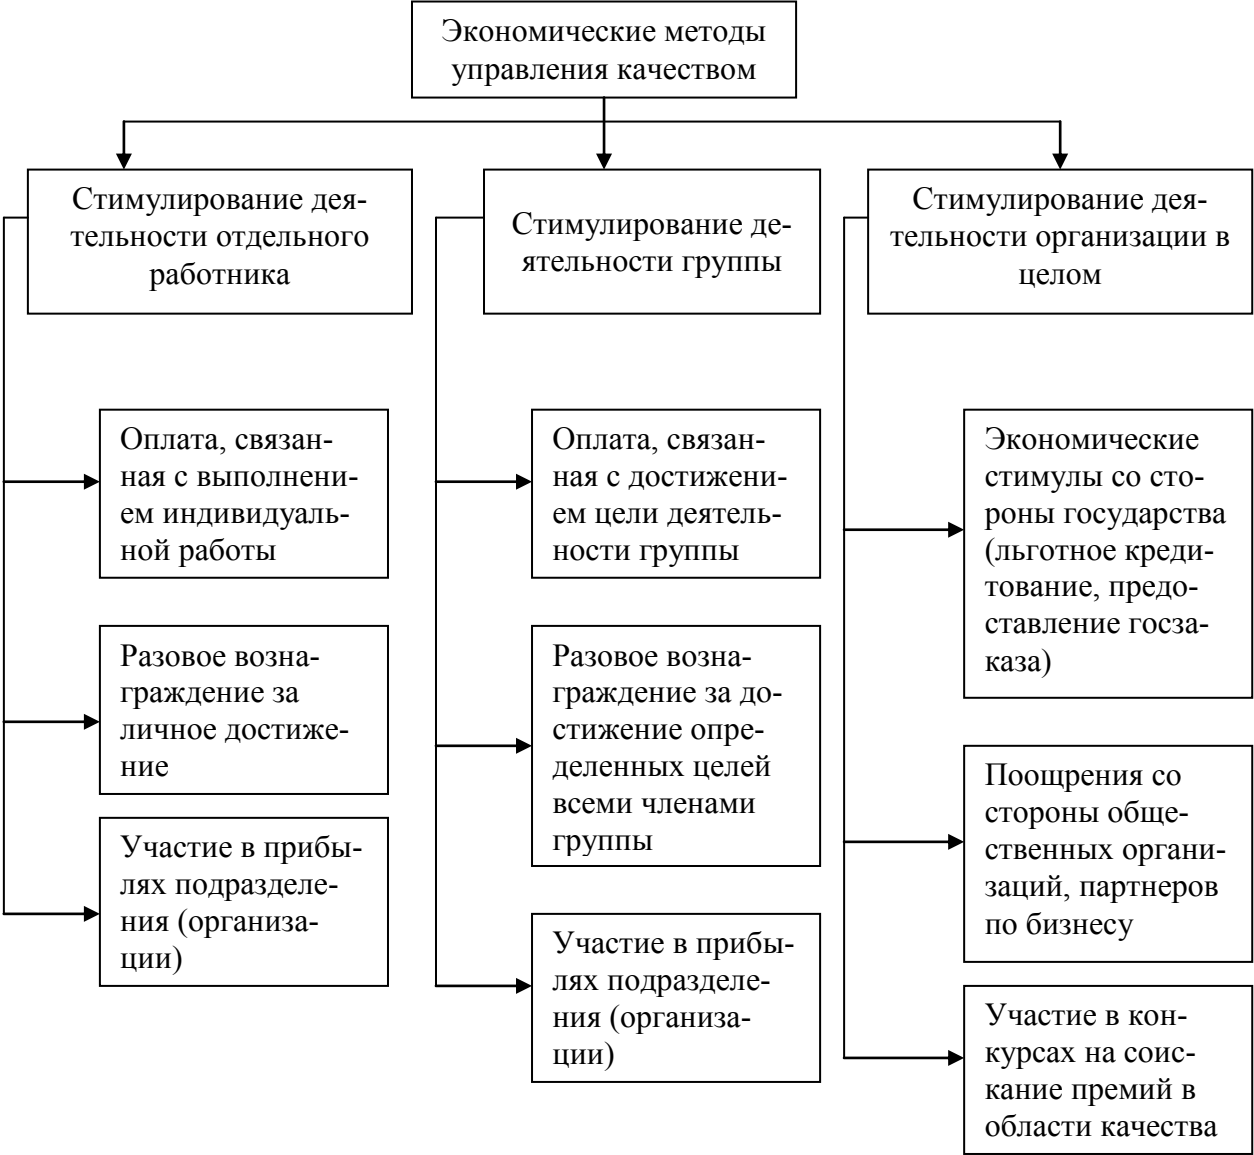 Экономические методы
управления качеством
Стимулирование дея-
тельности отдельного
работника
Стимулирование де-
ятельности группы
Стимулирование дея-
тельности организации в
целом
Оплата, связан-
ная с выполнени-
ем индивидуаль-
ной работы
Разовое возна-
граждение за
личное достиже-
ние
Участие в прибы-
лях подразделе-
ния (организа-
ции)
Оплата, связан-
ная с достижени-
ем цели деятель-
ности группы
Разовое возна-
граждение за до-
стижение опре-
деленных целей
всеми членами
группы
Участие в прибы-
лях подразделе-
ния (организа-
ции)
Экономические
стимулы со сто-
роны государства
(льготное креди-
тование, предо-
ставление госза-
каза)
Поощрения со
стороны обще-
ственных органи-
заций, партнеров
по бизнесу
Участие в кон-
курсах на соис-
кание премий в
области качества